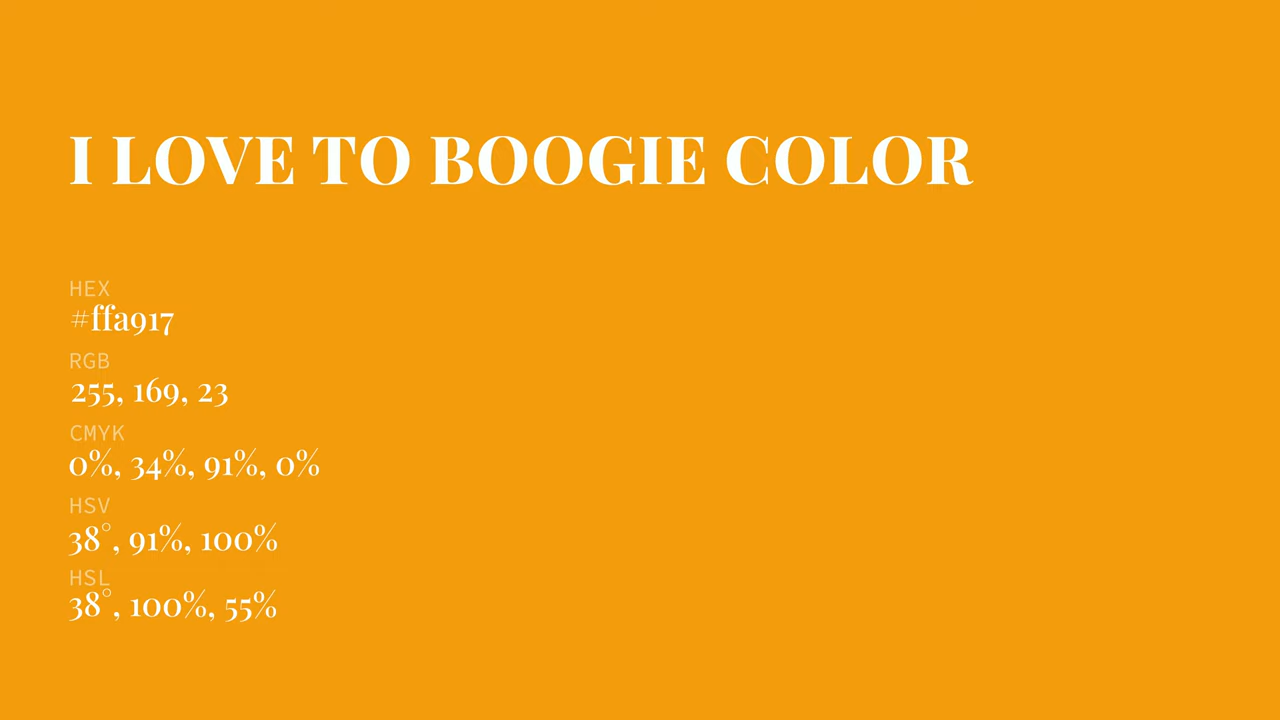 I LOVE TO BOOGIE COLOR
HEX
#ffa917
RGB
255, 169, 23
CMYK
0%, 34%, 91%, 0%
HSV
38°, 91%, 100%
HSL
38°, 100%, 55%